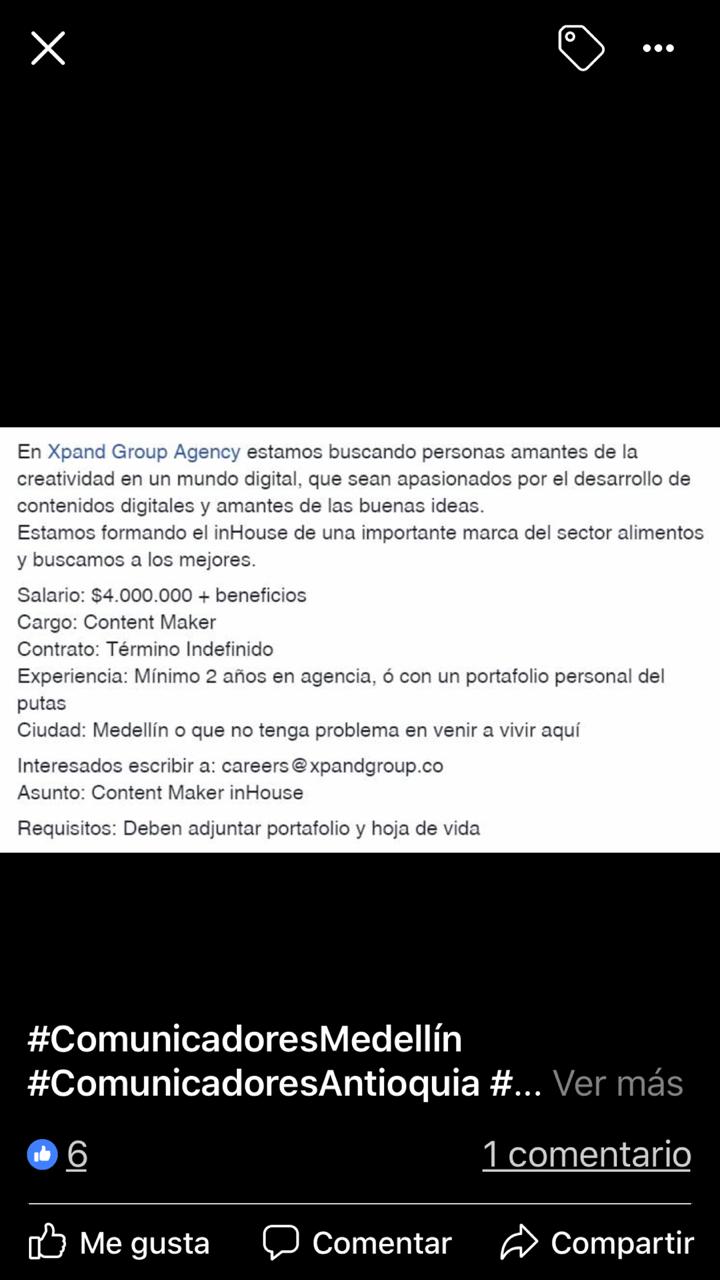 En Xpand Group Agency estamos buscando personas amantes de la
creatividad en un mundo digital, que sean apasionados por el desarrollo de
contenidos digitales y amantes de las buenas ideas.
Estamos formando el inHouse de una importante marca del sector alimentos
y buscamos a los mejores.
Salario: $4.000.000 + beneficios
Cargo: Content Maker
Contrato: Término Indefinido
Experiencia: Mínimo 2 años en agencia, ó con un portafolio personal del
putas
Ciudad: Medellín o que no tenga problema en venir a vivir aquí
Interesados escribir a: careers@xpandgroup.co
Asunto: Content Maker inHouse
Requisitos: Deben adjuntar portafolio y hoja de vida
#ComunicadoresMedellín
#ComunicadoresAntioquia #... Ver más
6 1 comentario
Me gusta Comentar Compartir